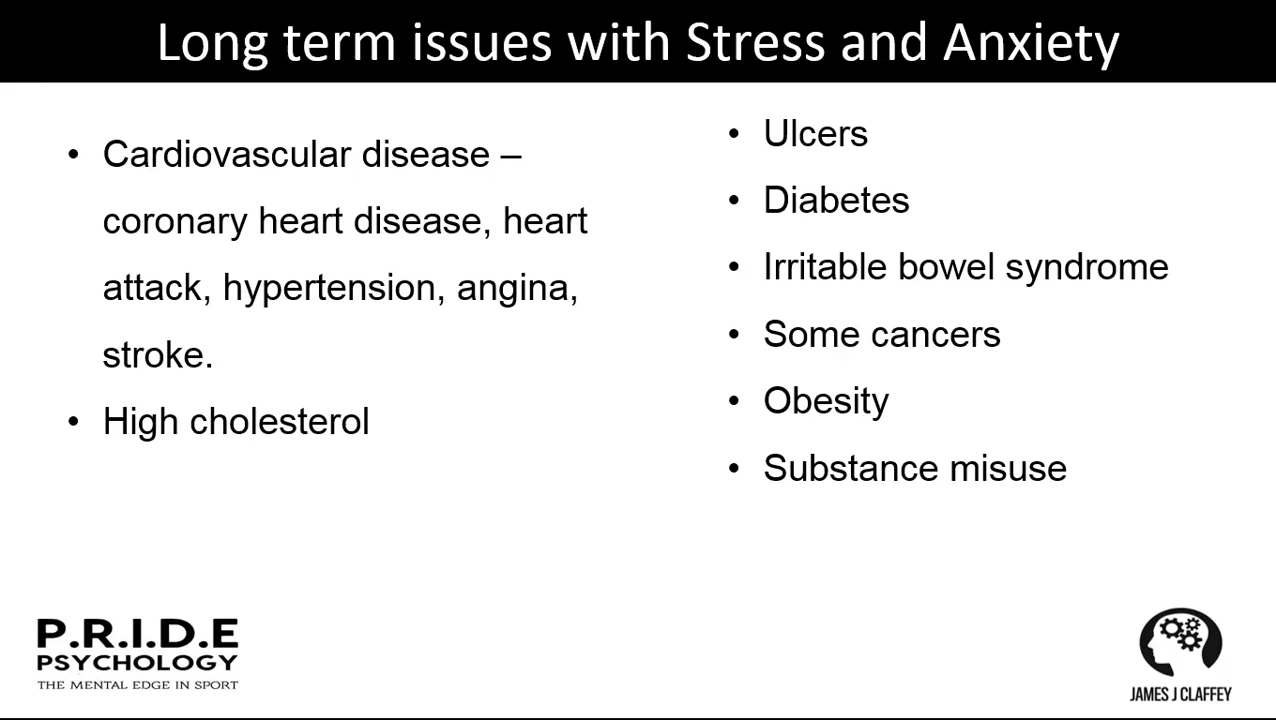 Long term issues with Stress and Anxiety
• Cardiovascular disease –
coronary heart disease, heart
attack, hypertension, angina,
stroke.
• High cholesterol
• Ulcers
• Diabetes
• Irritable bowel syndrome
• Some cancers
• Obesity
• Substance misuse
P.R.I.D.E
PSYCHOLOGY
THE MENTAL EDGE IN SPORT
JAMES J CLAFFEY